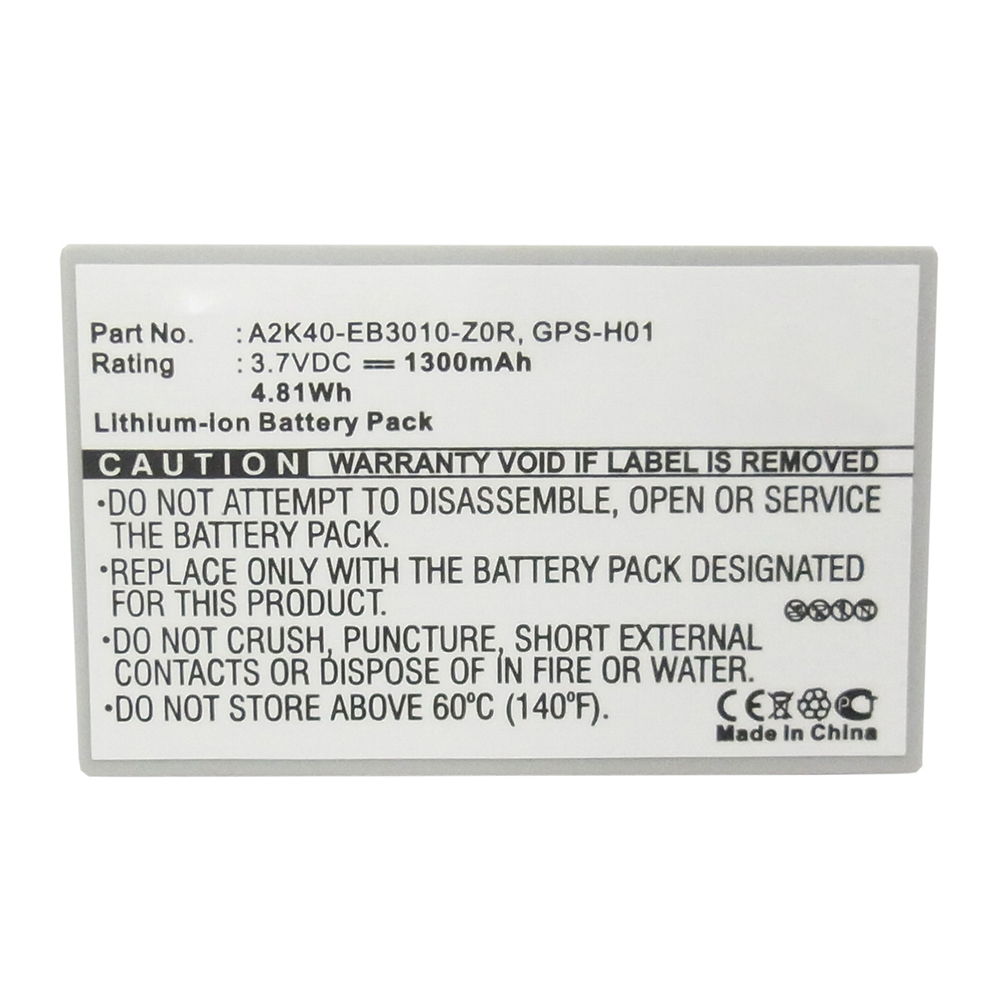 Part No. : A2K40-EB3010-Z0R, GPS-H01
Rating : 3.7VDC ⎓ 1300mAh
4.81Wh
Lithium-ion Battery Pack
CAUTION WARRANTY VOID IF LABEL IS REMOVED
•DO NOT ATTEMPT TO DISASSEMBLE, OPEN OR SERVICE
THE BATTERY PACK.
•REPLACE ONLY WITH THE BATTERY PACK DESIGNATED
FOR THIS PRODUCT.
•DO NOT CRUSH, PUNCTURE, SHORT EXTERNAL
CONTACTS OR DISPOSE OF IN FIRE OR WATER.
•DO NOT STORE ABOVE 60°C (140°F).
CE
Made In China